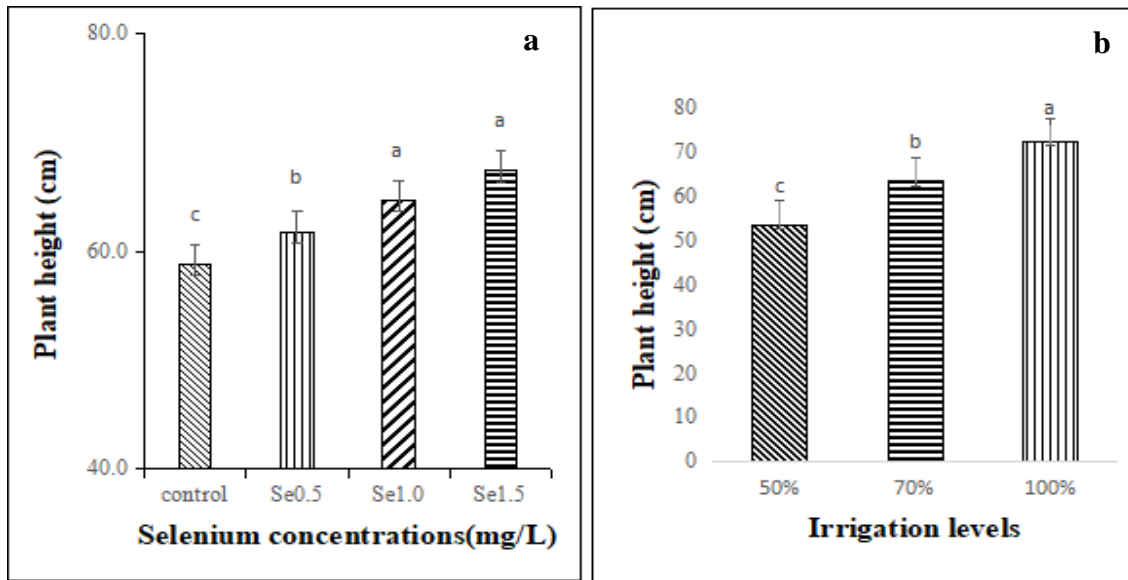 a
80.0
60.0
40.0
Plant height (cm)
c
b
a
a
control Se0.5 Se1.0 Se1.5
Selenium concentrations(mg/L)
b
80
70
60
50
40
30
20
10
0
Plant height (cm)
c
b
a
50% 70% 100%
Irrigation levels